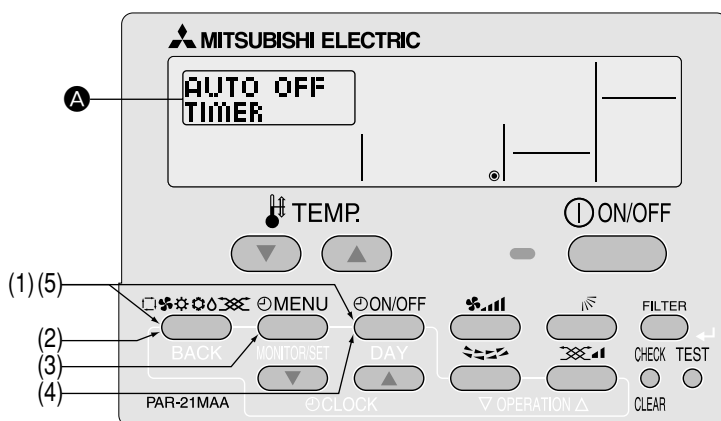 MITSUBISHI ELECTRIC
A
AUTO OFF
TIMER
TEMP.
ON/OFF
(1) (5)
MENU
ON/OFF
FILTER
(2)
BACK
MONITOR/SET
DAY
(3)
CHECK
TEST
(4)
PAR-21MAA
CLOCK
OPERATION
CLEAR